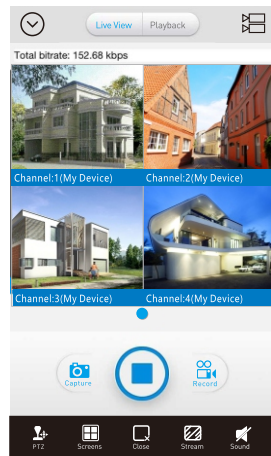 Live View Playback
Total bitrate: 152.68 kbps
Channel:1(My Device) Channel:2(My Device)
Channel:3(My Device) Channel:4(My Device)
Capture Record
PTZ Screens Close Stream Sound